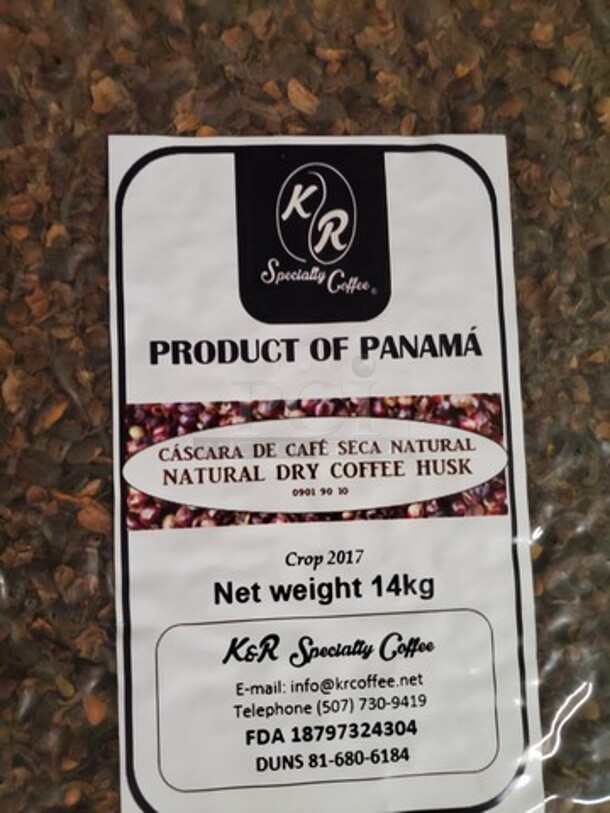 K R
Specialty Coffee
PRODUCT OF PANAMÁ
CÁSCARA DE CAFÉ SECA NATURAL
NATURAL DRY COFFEE HUSK
0901 90 10
Crop 2017
Net weight 14kg
K&R Specialty Coffee
E-mail: info@krcoffee.net
Telephone (507) 730-9419
FDA 18797324304
DUNS 81-680-6184